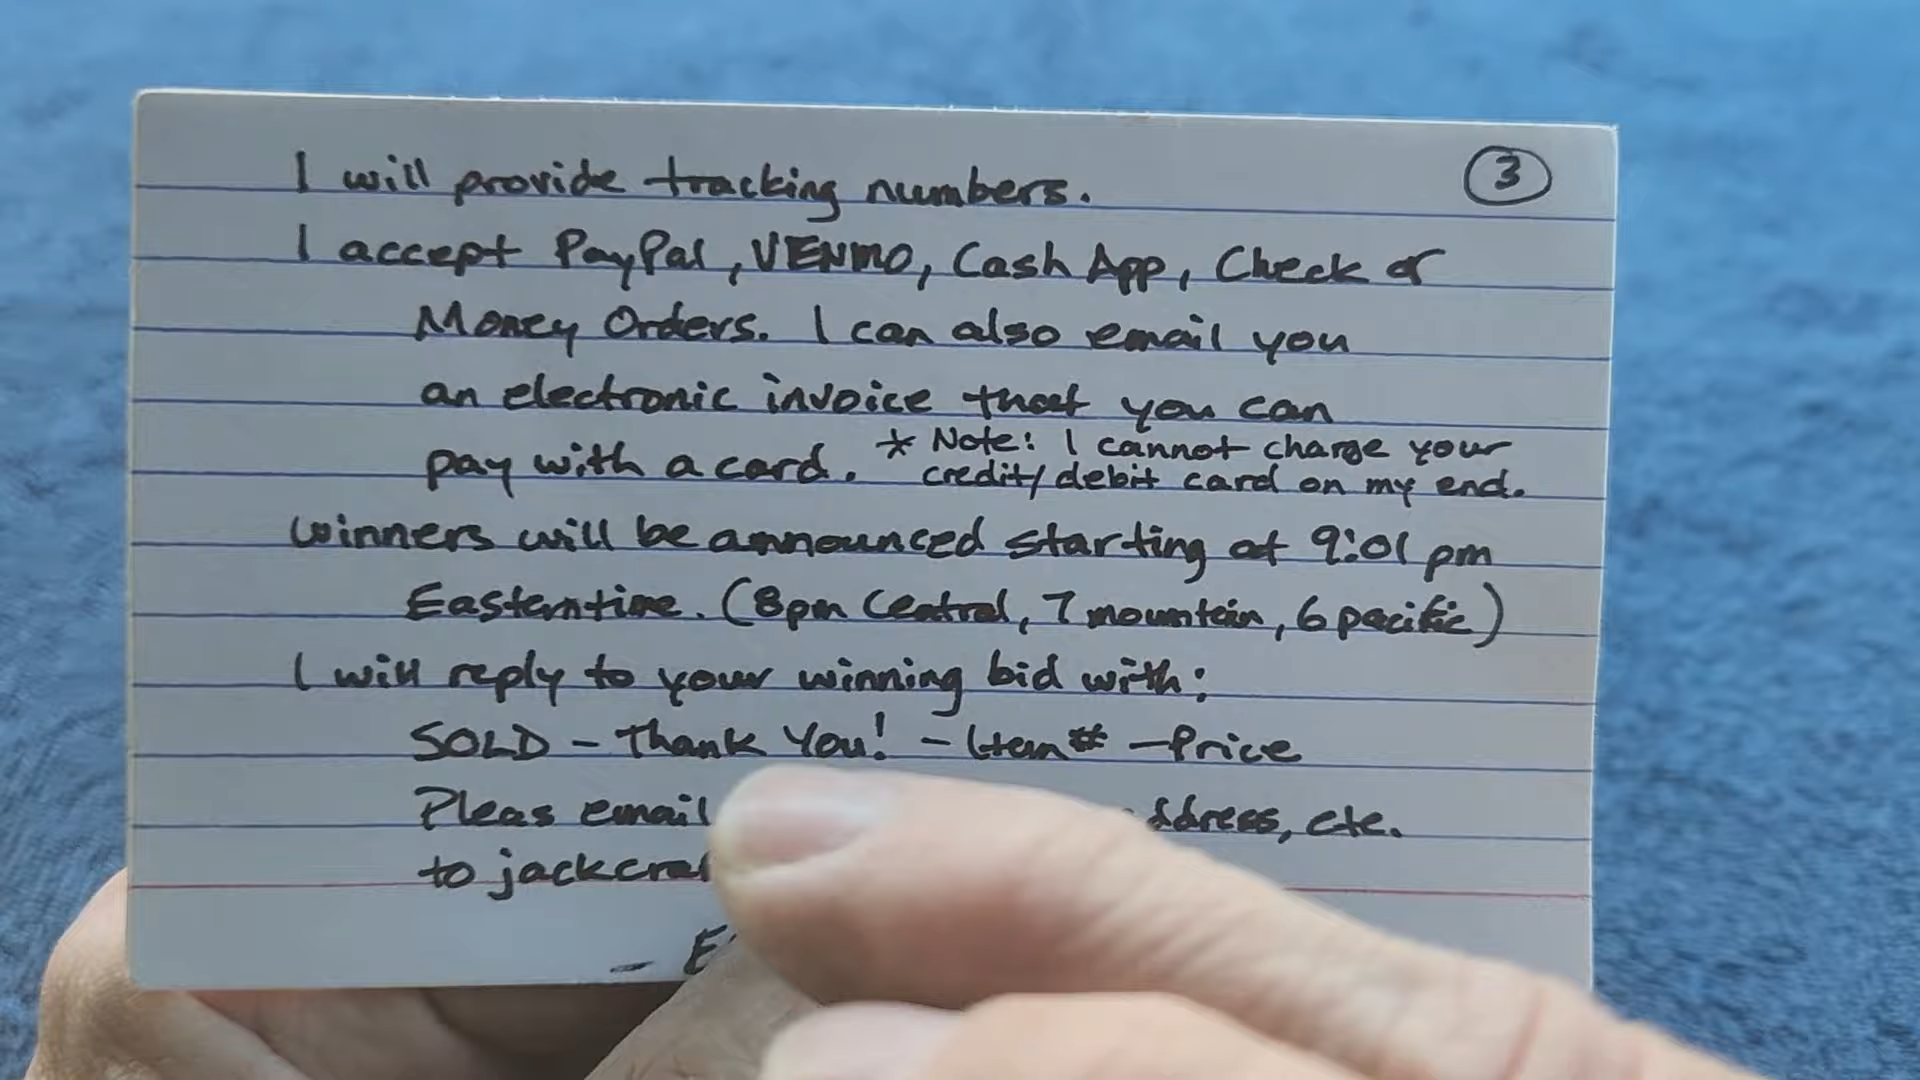 3
I will provide tracking numbers.
I accept PayPal, VENMO, Cash App, Check or
Money Orders. I can also email you
an electronic invoice that you can
pay with a card. * Note: I cannot charge your
credit/debit card on my end.
Winners will be announced starting at 9:01 pm
Eastern time. (8pm Central, 7 mountain, 6 pacific)
I will reply to your winning bid with:
SOLD - Thank You! - Item # - Price
Pleas email etc.
to